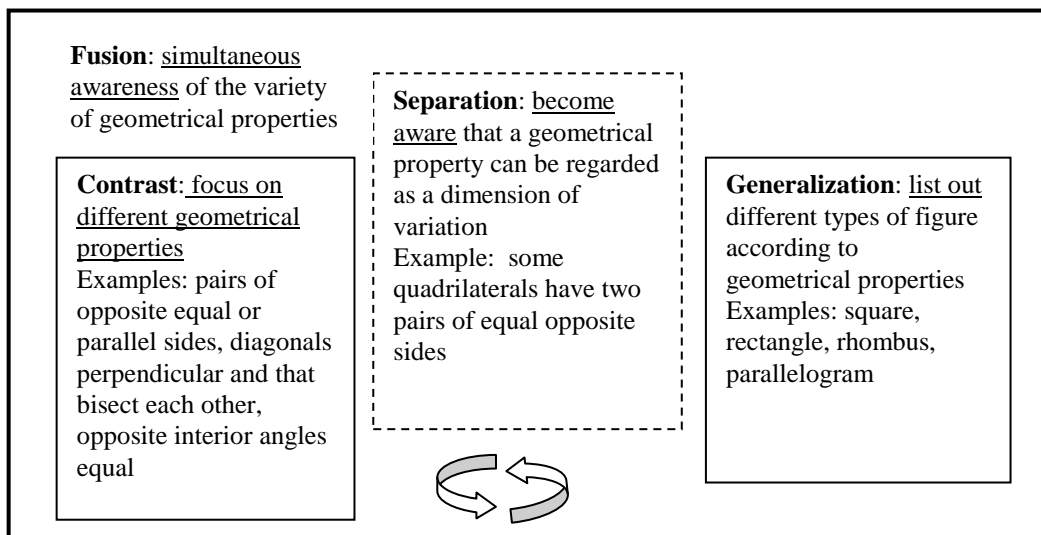 Fusion: simultaneous
awareness of the variety
of geometrical properties
Contrast: focus on
different geometrical
properties
Examples: pairs of
opposite equal or
parallel sides, diagonals
perpendicular and that
bisect each other,
opposite interior angles
equal
Separation: become
aware that a geometrical
property can be regarded
as a dimension of
variation
Example: some
quadrilaterals have two
pairs of equal opposite
sides
Generalization: list out
different types of figure
according to
geometrical properties
Examples: square,
rectangle, rhombus,
parallelogram